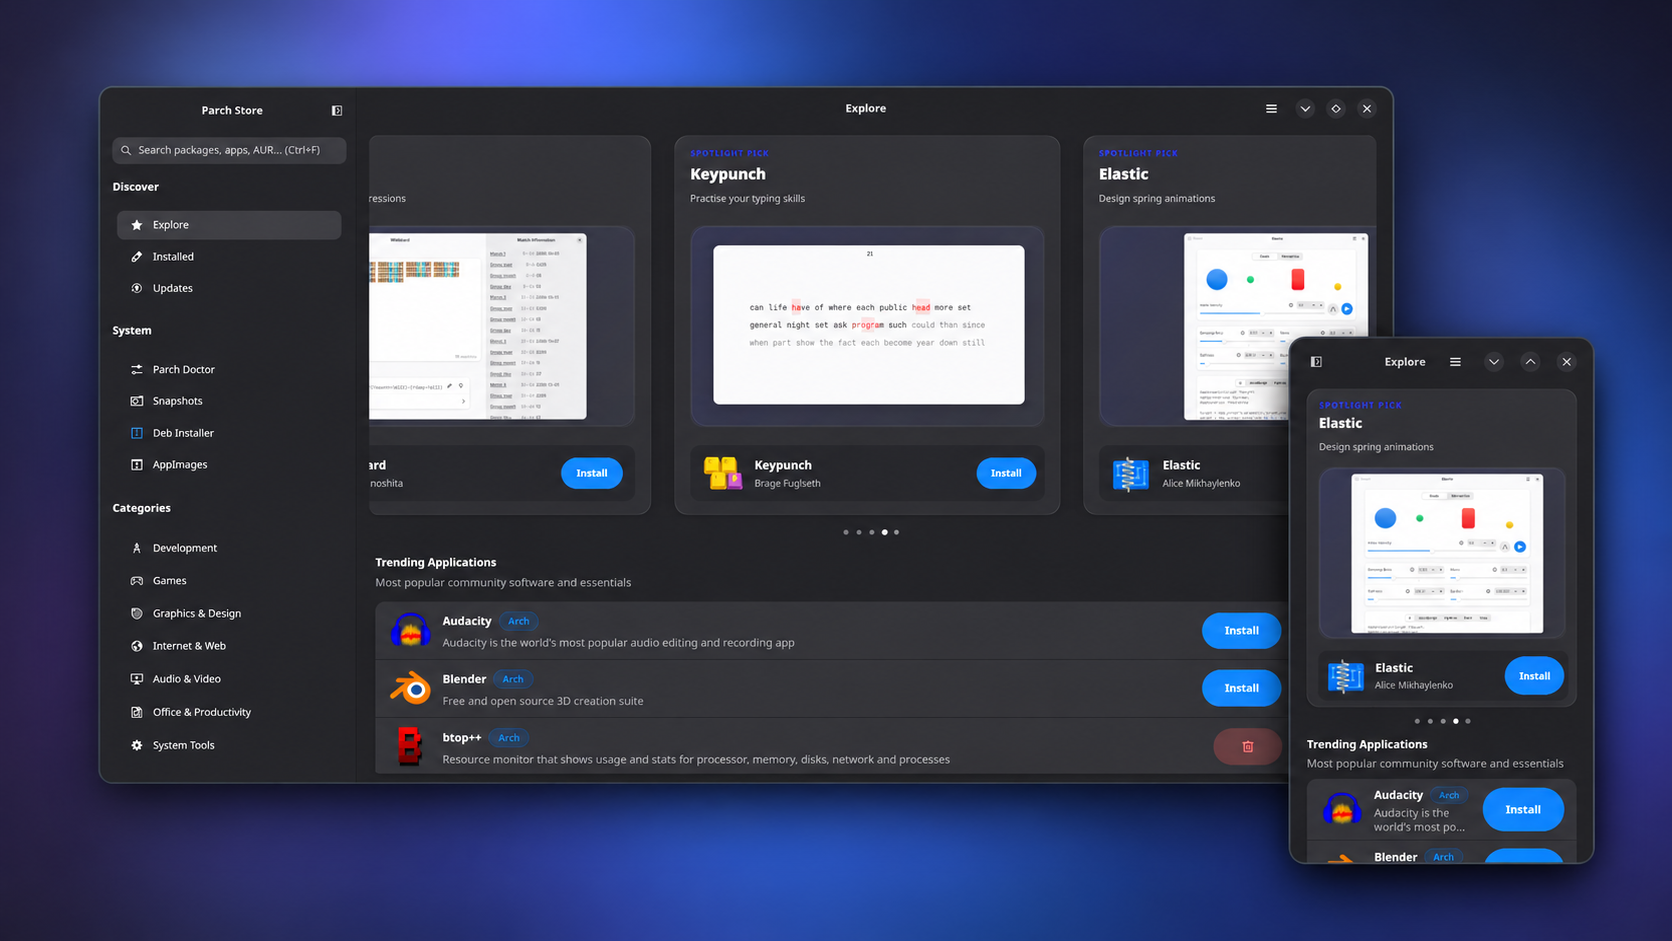 Parch Store
Search packages, apps, AUR... (Ctrl+F)
Discover
Explore
Installed
Updates
System
Parch Doctor
Snapshots
Deb Installer
AppImages
Categories
Development
Games
Graphics & Design
Internet & Web
Audio & Video
Office & Productivity
System Tools
Explore
ressions
Wildcard
Match Information
ard
noshita
Install
SPOTLIGHT PICK
Keypunch
Practise your typing skills
21
can life have of where each public head more set
general night set ask program such could than since
when part show the fact each become year down still
Keypunch
Brage Fuglseth
Install
SPOTLIGHT PICK
Elastic
Design spring animations
Elastic
Elastic
Alice Mikhaylenko
Trending Applications
Most popular community software and essentials
Audacity Arch
Audacity is the world's most popular audio editing and recording app
Install
Blender Arch
Free and open source 3D creation suite
Install
btop++ Arch
Resource monitor that shows usage and stats for processor, memory, disks, network and processes
Explore
SPOTLIGHT PICK
Elastic
Design spring animations
Elastic
Elastic
Alice Mikhaylenko
Install
Trending Applications
Most popular community software and essentials
Audacity Arch
Audacity is the
world's most po...
Install
Blender Arch